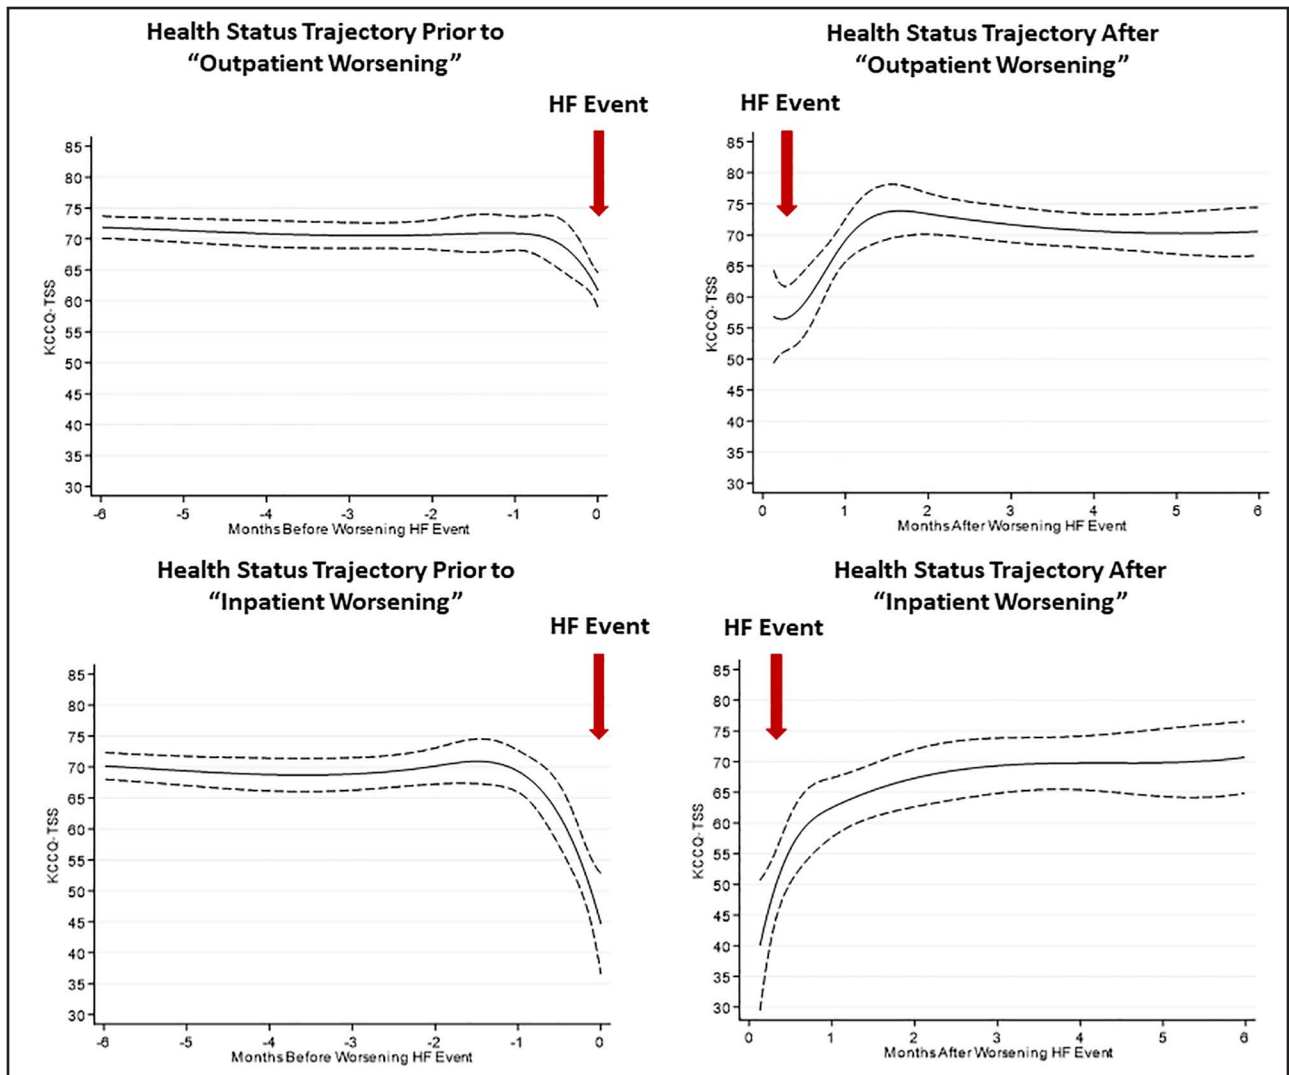 Health Status Trajectory Prior to
“Outpatient Worsening”
HF Event
85
80
75
70
65
60
55
50
45
40
35
30
KCCQ-TSS
-6 -5 -4 -3 -2 -1 0
Months Before Worsening HF Event
Health Status Trajectory After
“Outpatient Worsening”
HF Event
85
80
75
70
65
60
55
50
45
40
35
30
KCCQ-TSS
0 1 2 3 4 5 6
Months After Worsening HF Event
Health Status Trajectory Prior to
“Inpatient Worsening”
HF Event
85
80
75
70
65
60
55
50
45
40
35
30
KCCQ-TSS
-6 -5 -4 -3 -2 -1 0
Months Before Worsening HF Event
Health Status Trajectory After
“Inpatient Worsening”
HF Event
85
80
75
70
65
60
55
50
45
40
35
30
KCCQ-TSS
0 1 2 3 4 5 6
Months After Worsening HF Event